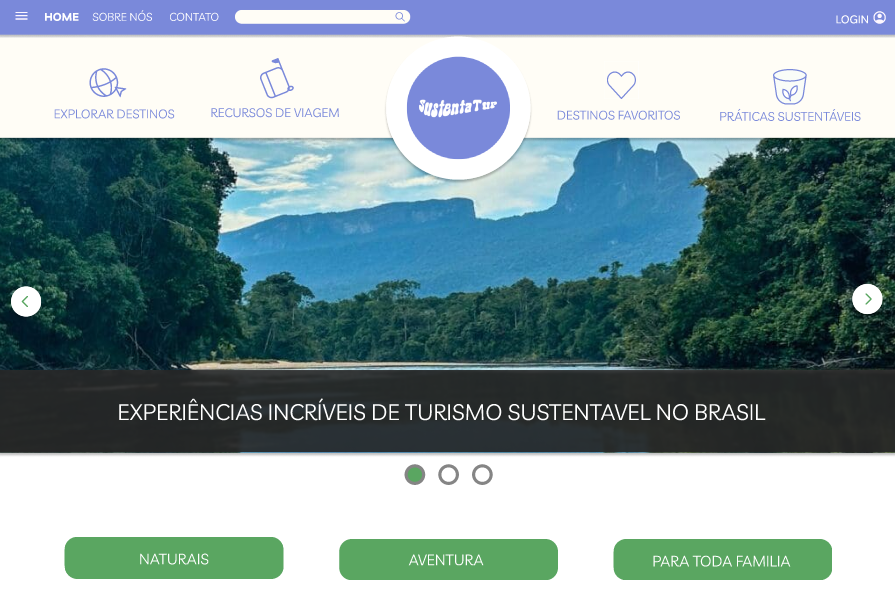 HOME SOBRE NÓS CONTATO
LOGIN
EXPLORAR DESTINOS
RECURSOS DE VIAGEM
SustentaTur
DESTINOS FAVORITOS
PRÁTICAS SUSTENTÁVEIS
EXPERIÊNCIAS INCRÍVEIS DE TURISMO SUSTENTAVEL NO BRASIL
NATURAIS
AVENTURA
PARA TODA FAMILIA